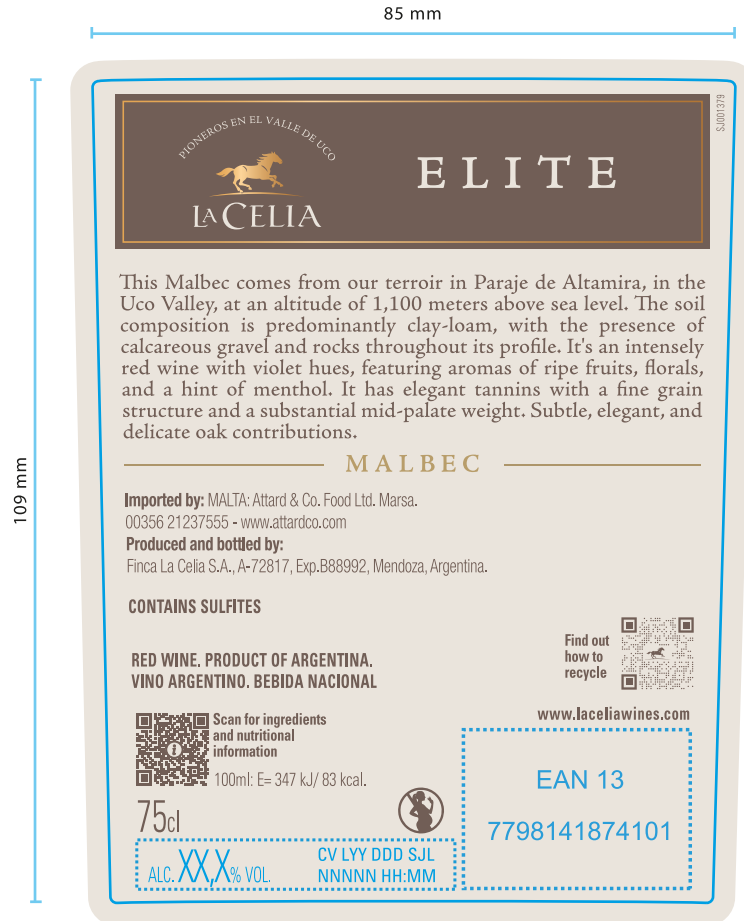 85 mm
109 mm
SJ001379
PIONEROS EN EL VALLE DE UCO
LA CELIA
ELITE
This Malbec comes from our terroir in Paraje de Altamira, in the
Uco Valley, at an altitude of 1,100 meters above sea level. The soil
composition is predominantly clay-loam, with the presence of
calcareous gravel and rocks throughout its profile. It's an intensely
red wine with violet hues, featuring aromas of ripe fruits, florals,
and a hint of menthol. It has elegant tannins with a fine grain
structure and a substantial mid-palate weight. Subtle, elegant, and
delicate oak contributions.
MALBEC
Imported by: MALTA: Attard & Co. Food Ltd. Marsa.
00356 21237555 - www.attardco.com
Produced and bottled by:
Finca La Celia S.A., A-72817, Exp.B88992, Mendoza, Argentina.
CONTAINS SULFITES
RED WINE. PRODUCT OF ARGENTINA.
VINO ARGENTINO. BEBIDA NACIONAL
Find out
how to
recycle
www.laceliawines.com
Scan for ingredients
and nutritional
information
100ml: E= 347 kJ/ 83 kcal.
75cl
ALC. XX,X% VOL.
CV LYY DDD SJL
NNNNN HH:MM
EAN 13
7798141874101